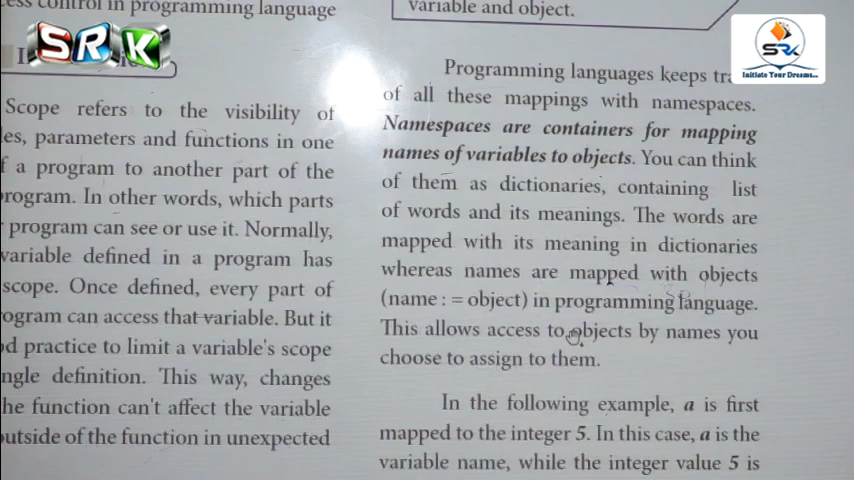 ess control in programming language
SRK
Scope refers to the visibility of
les, parameters and functions in one
f a program to another part of the
program. In other words, which parts
program can see or use it. Normally,
variable defined in a program has
scope. Once defined, every part of
ogram can access that variable. But it
od practice to limit a variable's scope
ngle definition. This way, changes
he function can't affect the variable
outside of the function in unexpected
variable and object.
SRK
Initiate Your Dreams..
Programming languages keeps tra
of all these mappings with namespaces.
Namespaces are containers for mapping
names of variables to objects. You can think
of them as dictionaries, containing list
of words and its meanings. The words are
mapped with its meaning in dictionaries
whereas names are mapped with objects
(name : = object) in programming language.
This allows access to objects by names you
choose to assign to them.
In the following example, a is first
mapped to the integer 5. In this case, a is the
variable name, while the integer value 5 is